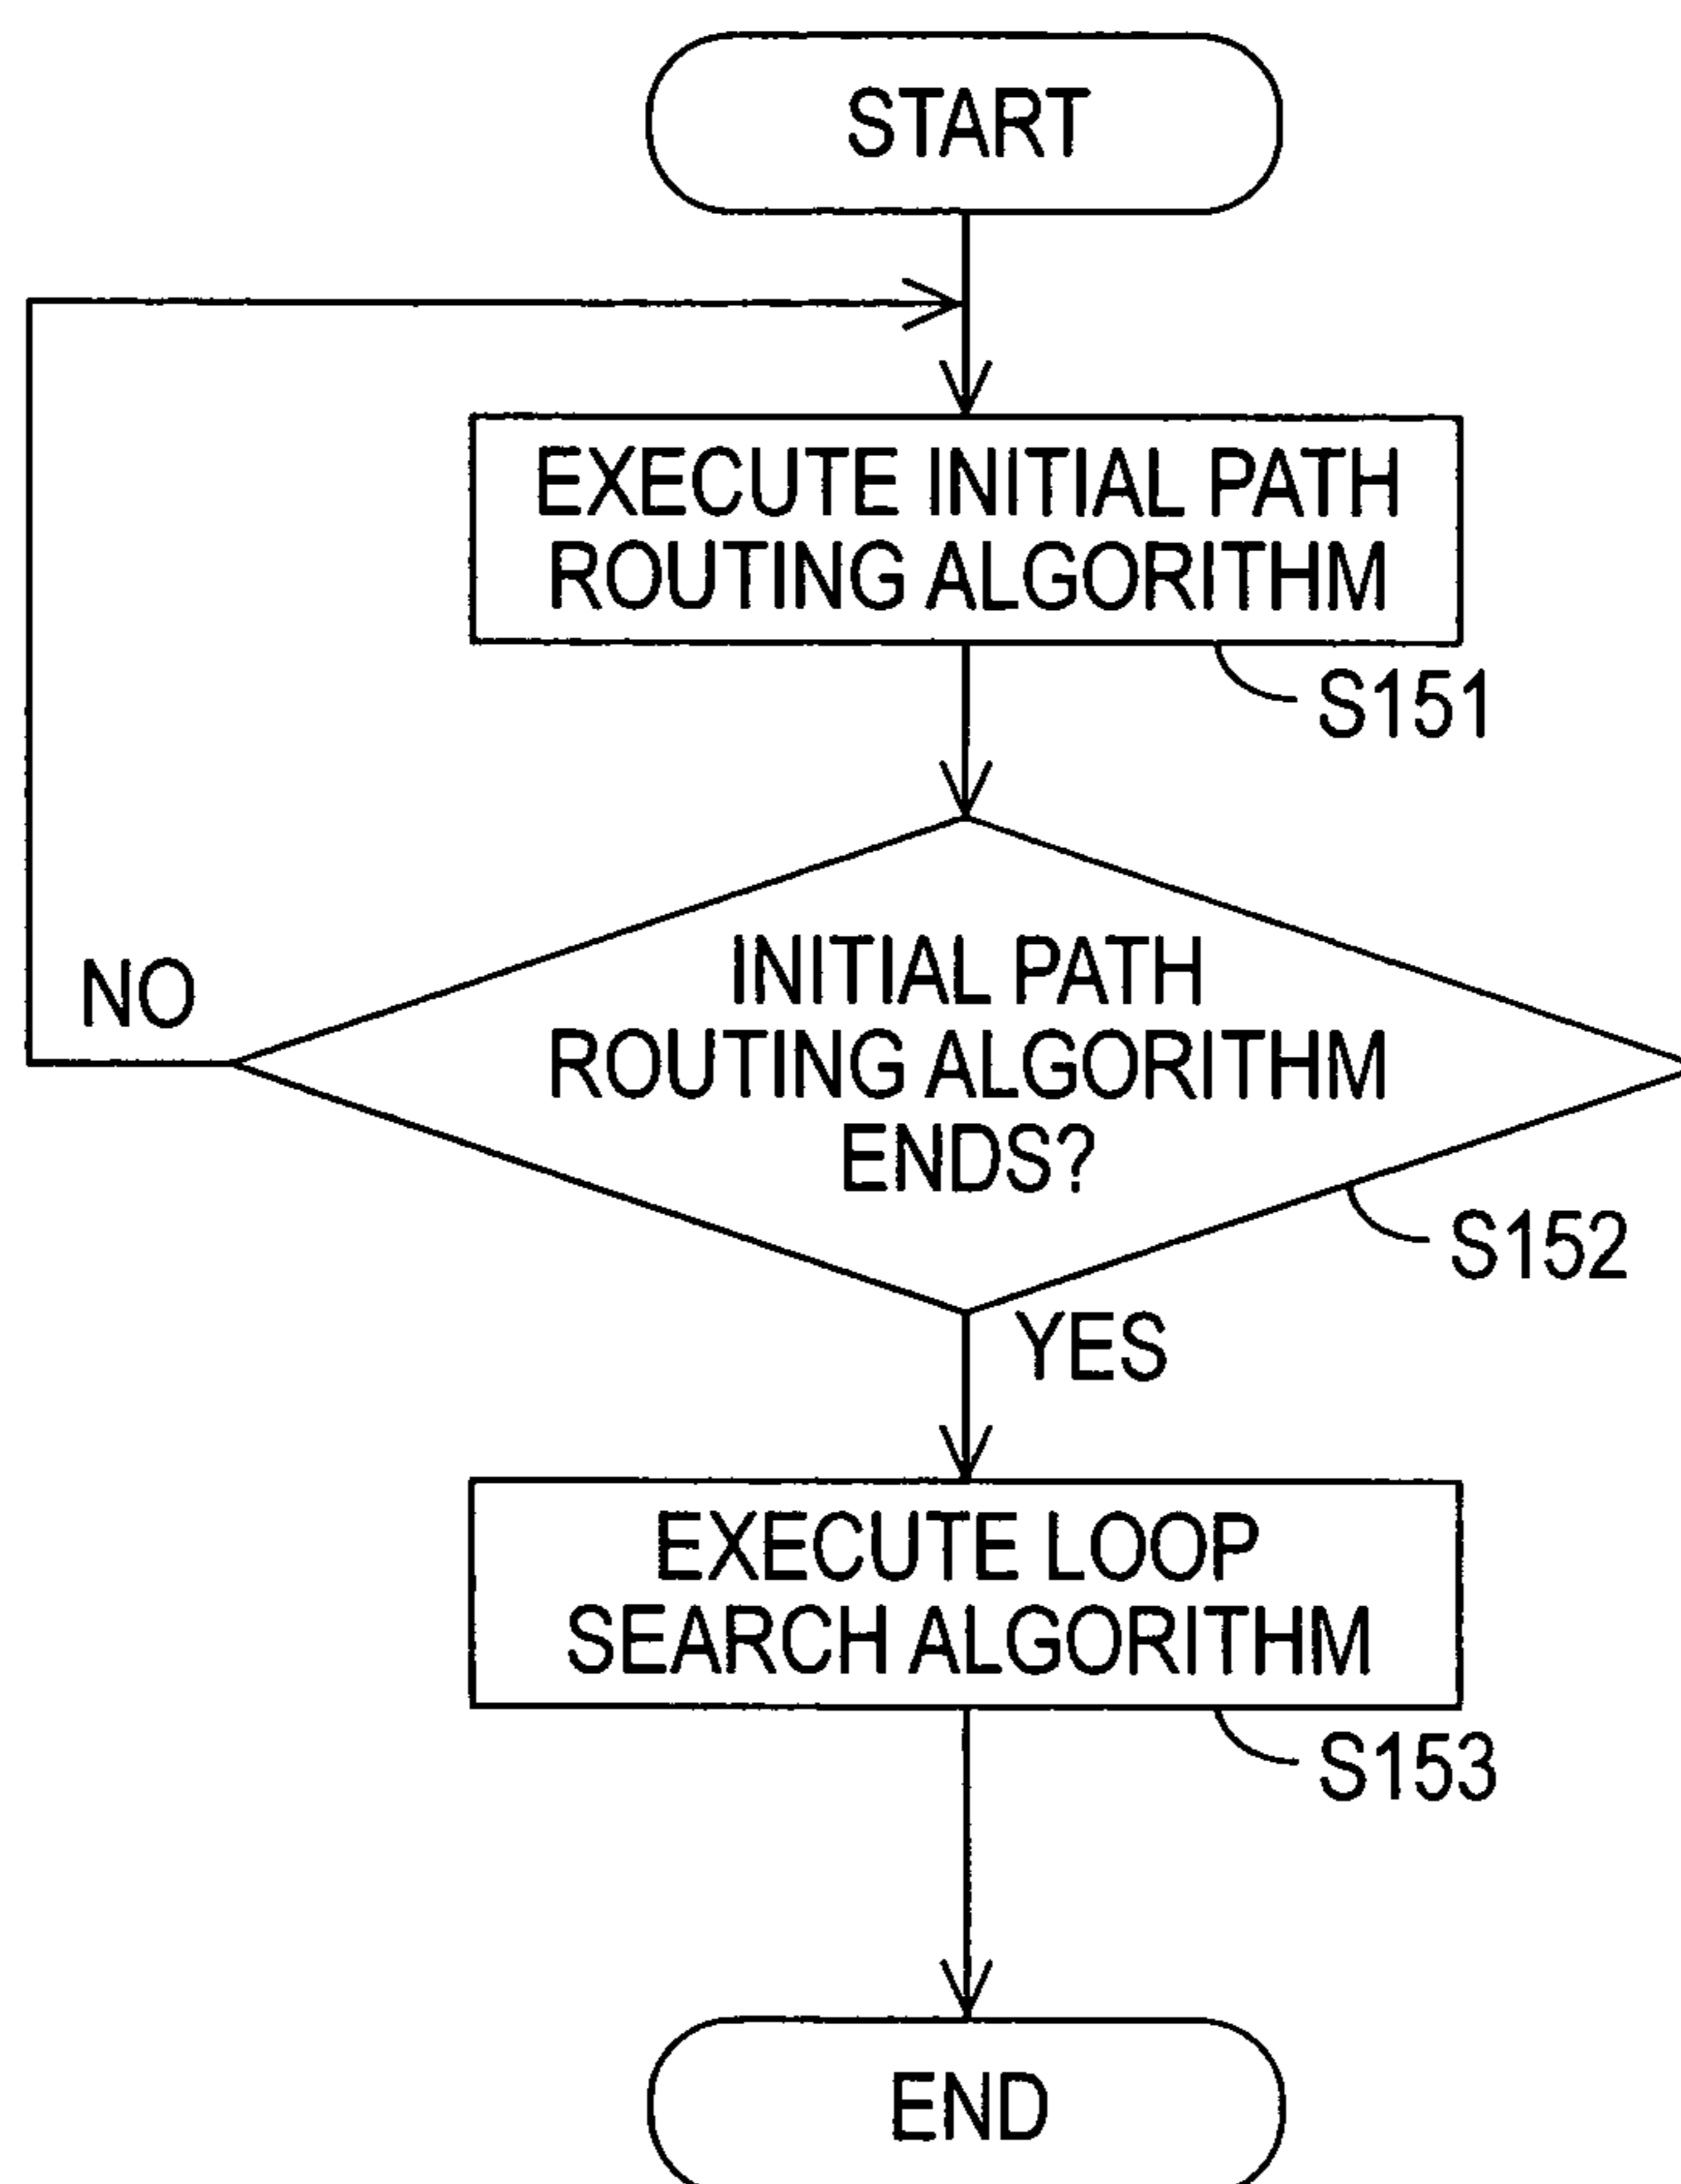 START
EXECUTE INITIAL PATH
ROUTING ALGORITHM
S151
INITIAL PATH
ROUTING ALGORITHM
ENDS?
NO
S152
YES
EXECUTE LOOP
SEARCH ALGORITHM
S153
END